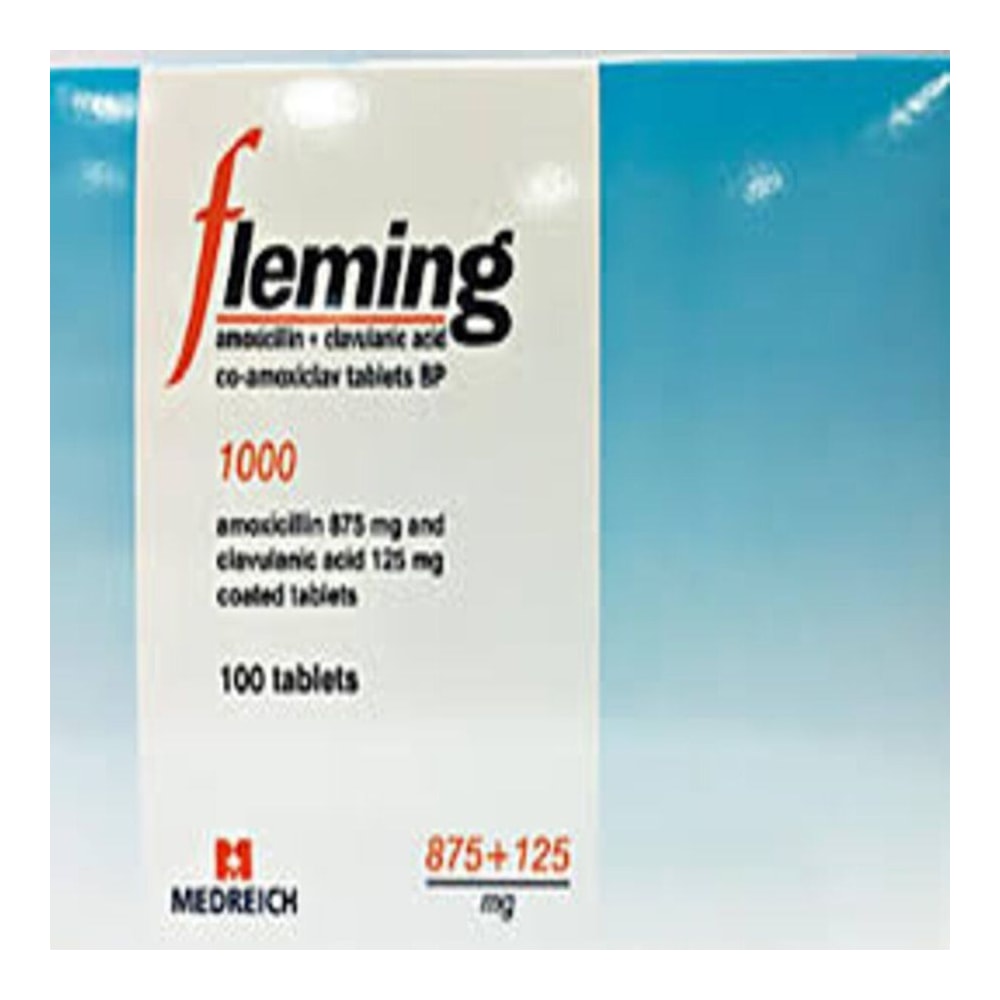 fleming
amoxicillin + clavulanic acid
co-amoxiclav tablets BP
1000
amoxicillin 875 mg and
clavulanic acid 125 mg
coated tablets
100 tablets
MEDREICH
875+125
mg